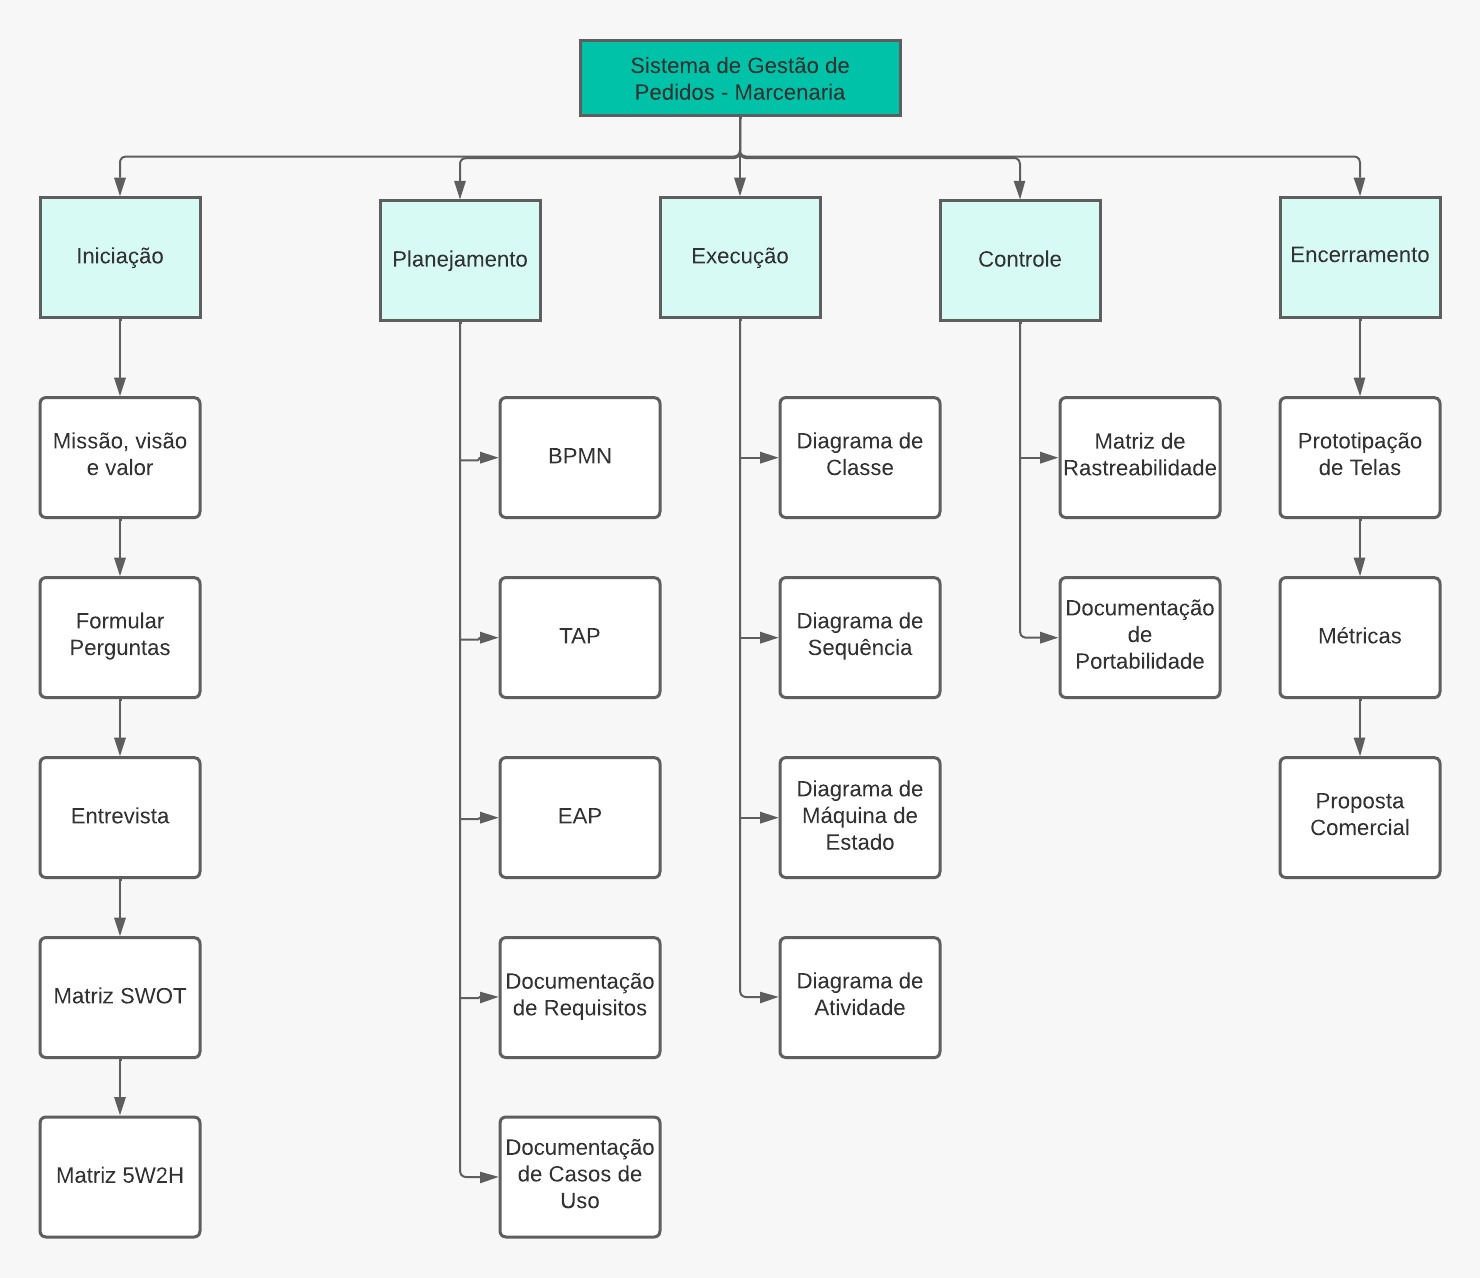 Sistema de Gestão de
Pedidos - Marcenaria
Iniciação
Planejamento
Execução
Controle
Encerramento
Missão, visão
e valor
Formular
Perguntas
Entrevista
Matriz SWOT
Matriz 5W2H
BPMN
TAP
EAP
Documentação
de Requisitos
Documentação
de Casos de
Uso
Diagrama de
Classe
Diagrama de
Sequência
Diagrama de
Máquina de
Estado
Diagrama de
Atividade
Matriz de
Rastreabilidade
Documentação
de
Portabilidade
Prototipação
de Telas
Métricas
Proposta
Comercial